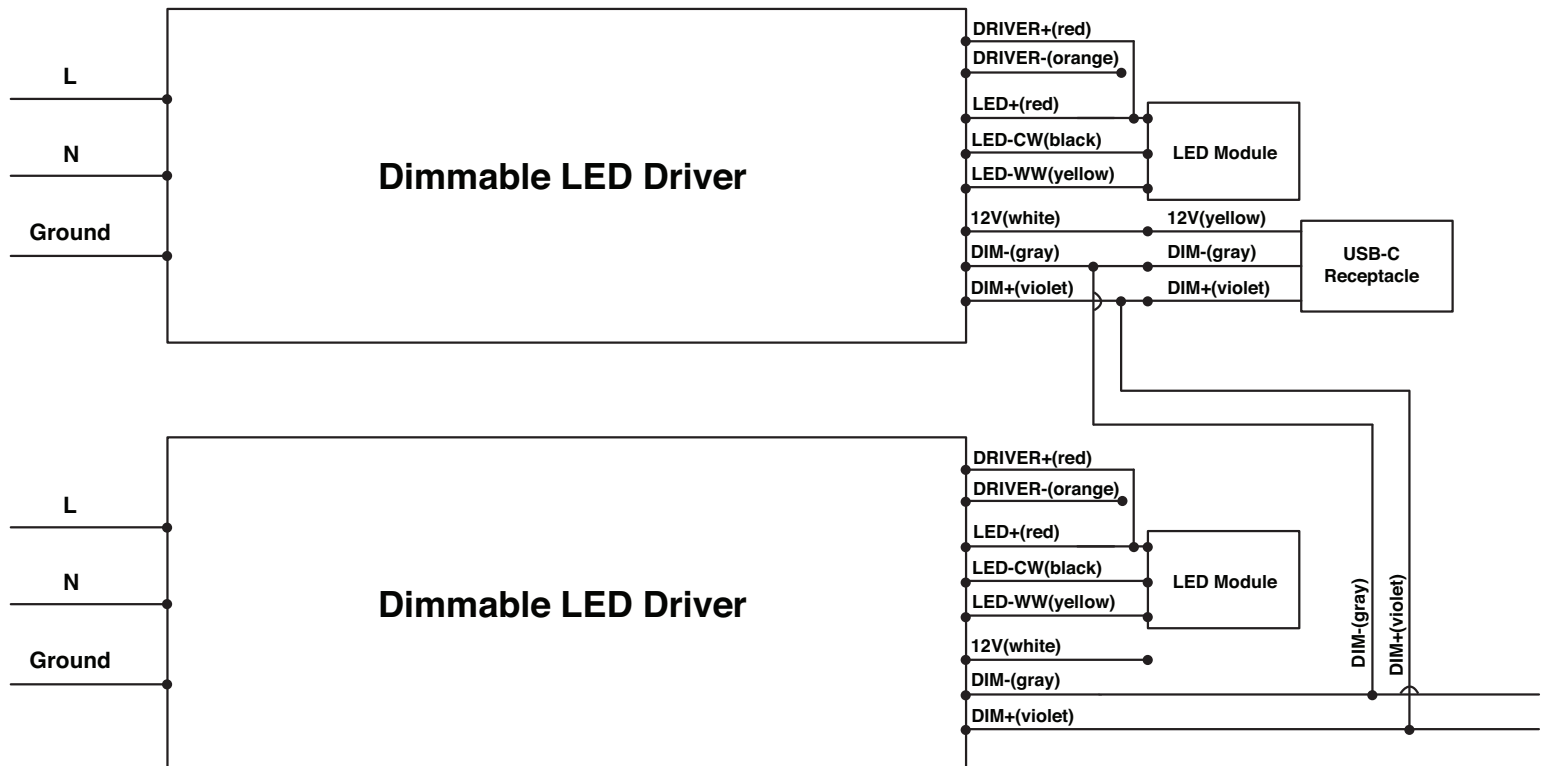 DRIVER+(red)
DRIVER-(orange)
L
LED+(red)
LED-CW(black)
LED Module
N
Dimmable LED Driver
LED-WW(yellow)
12V(white)
12V(yellow)
Ground
DIM-(gray)
DIM-(gray)
USB-C
Receptacle
DIM+(violet)
DIM+(violet)
DRIVER+(red)
DRIVER-(orange)
L
LED+(red)
LED-CW(black)
LED Module
N
Dimmable LED Driver
LED-WW(yellow)
DIM-(gray)
DIM+(violet)
12V(white)
Ground
DIM-(gray)
DIM+(violet)